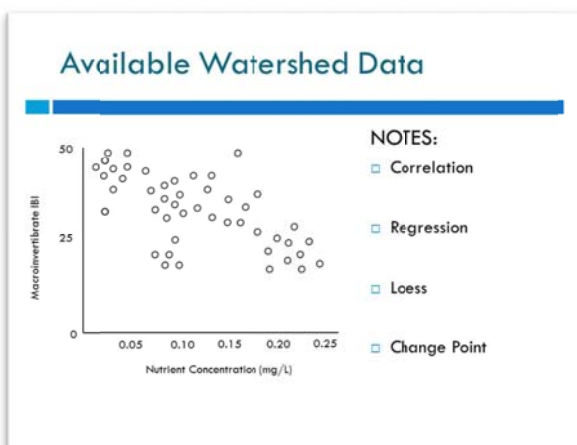 Available Watershed Data
NOTES:
Correlation
Regression
Loess
Change Point
50
25
0
Macroinvertibrate IBI
0.05 0.10 0.15 0.20 0.25
Nutrient Concentration (mg/L)